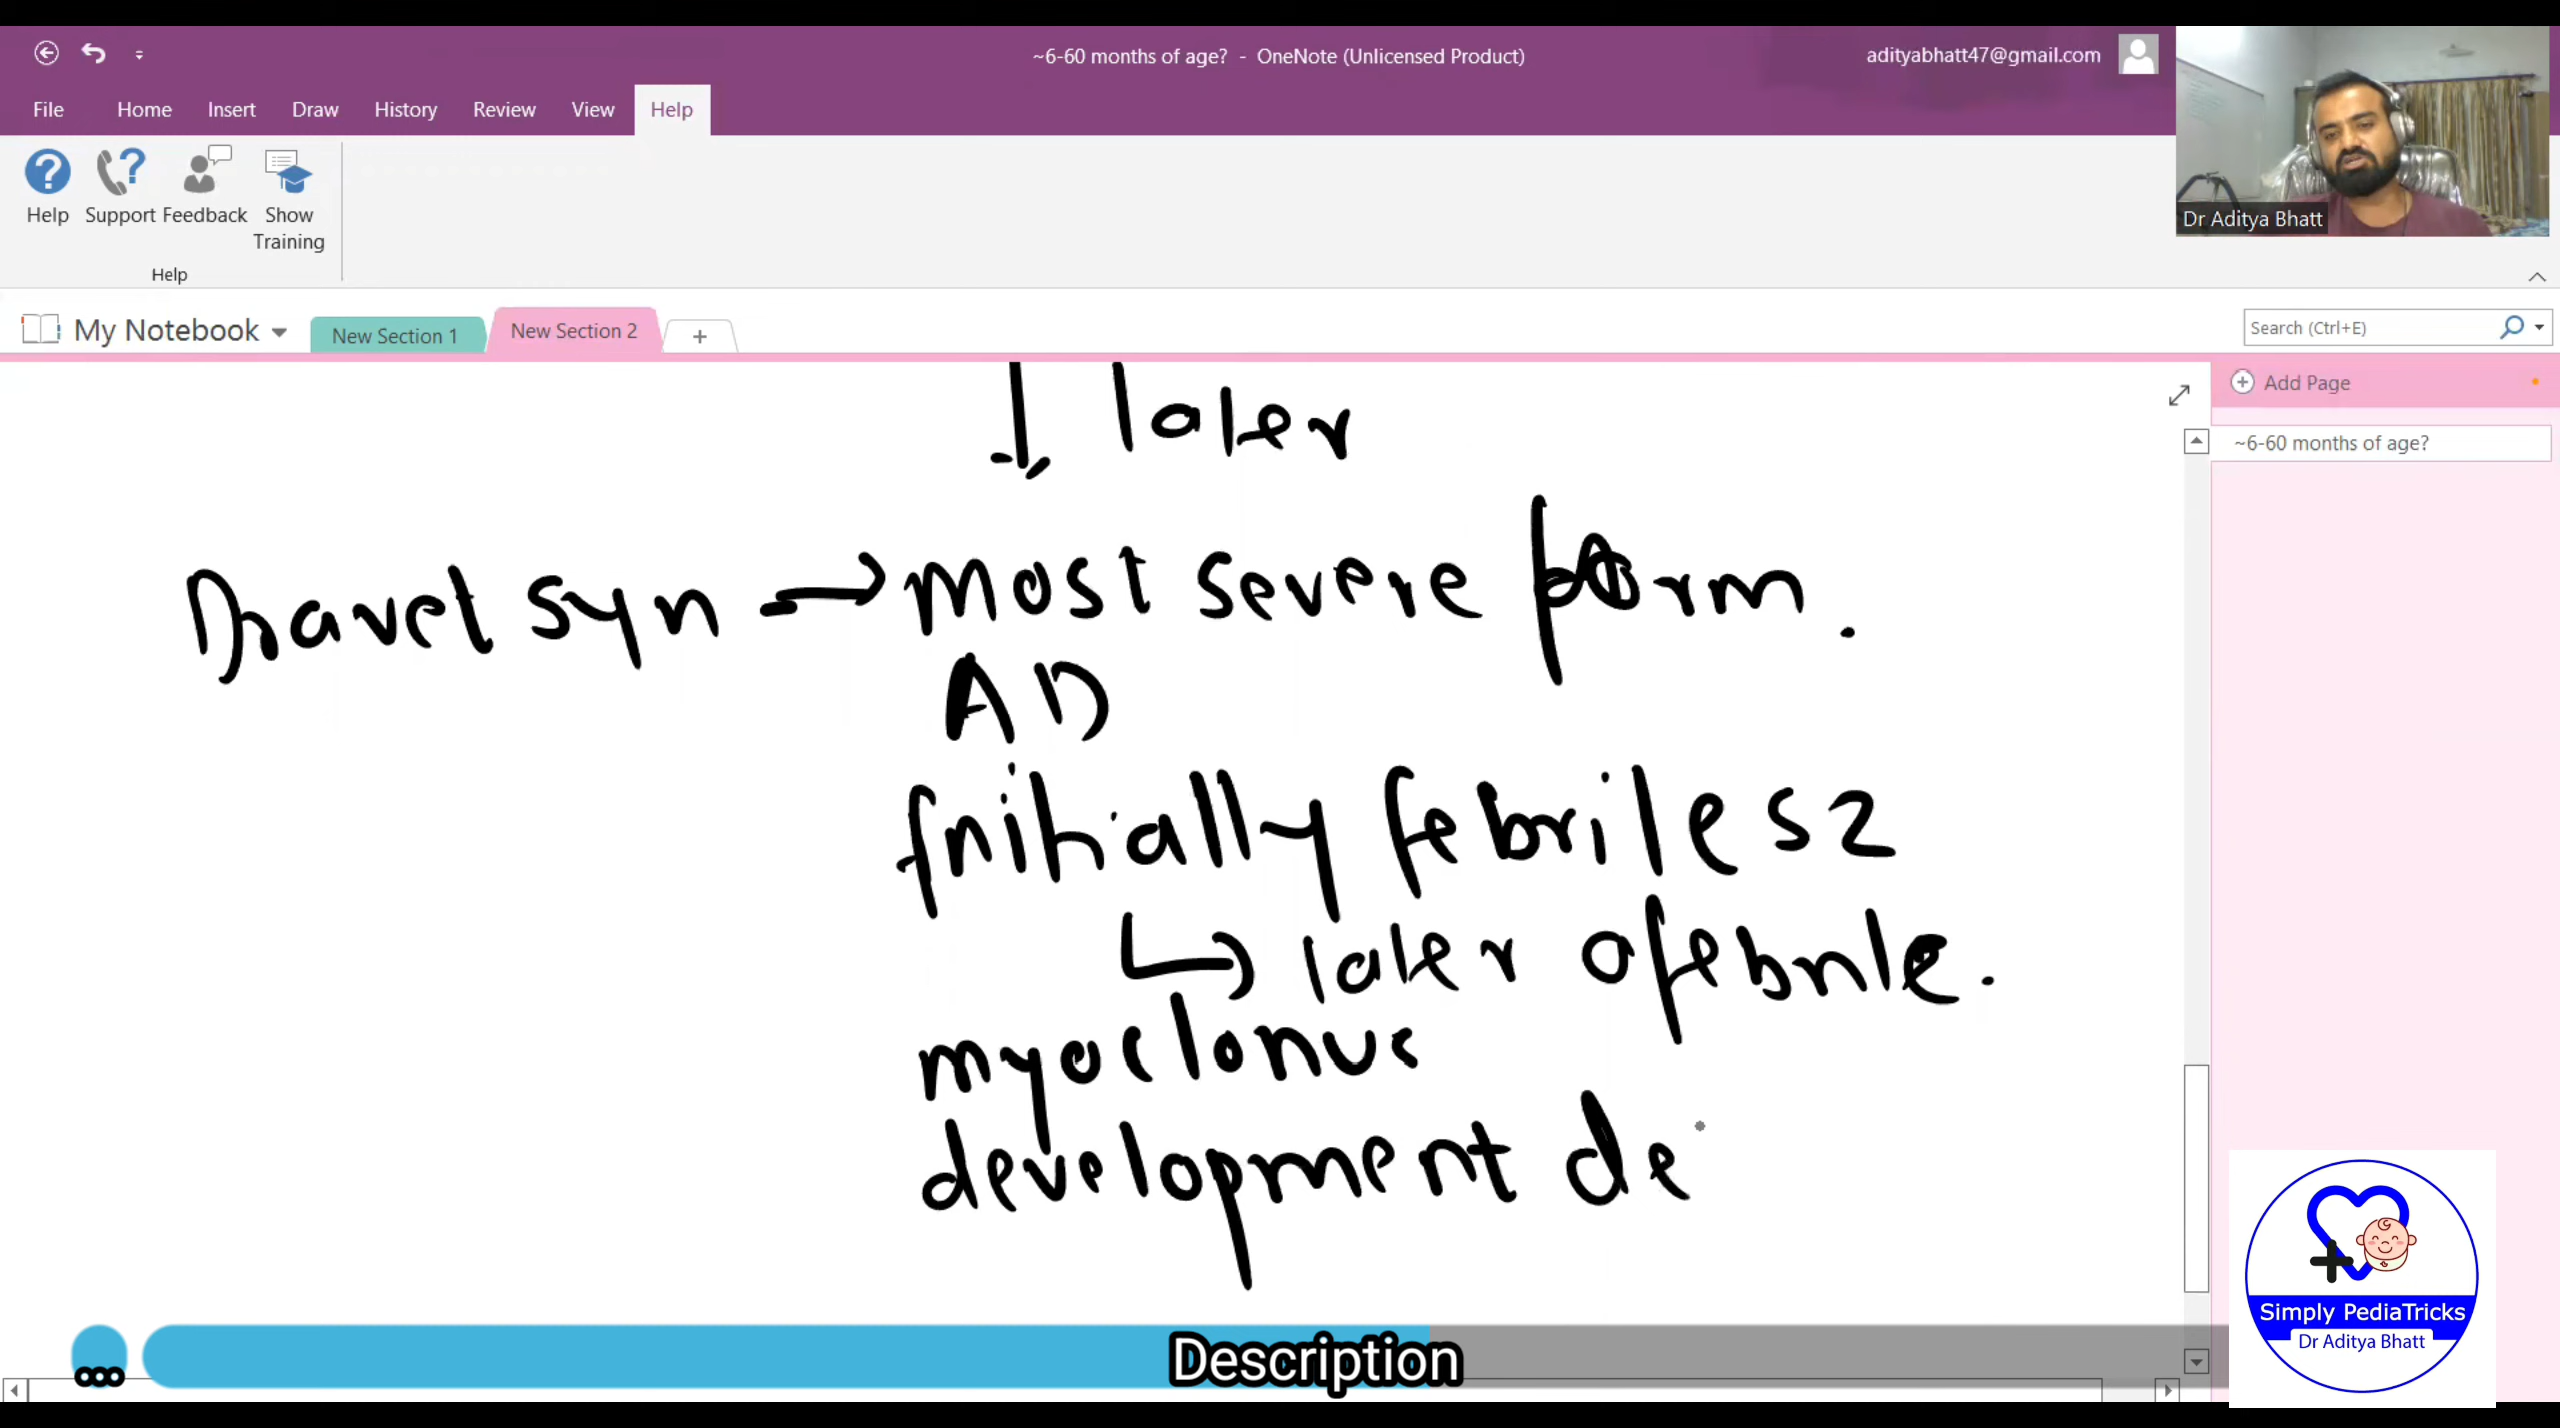 ~6-60 months of age? - OneNote (Unlicensed Product)
adityabhatt47@gmail.com
File Home Insert Draw History Review View Help
Help Support Feedback Show Training
Help
Dr Aditya Bhatt
My Notebook New Section 1 New Section 2 +
Search (Ctrl+E)
Add Page
~6-60 months of age?
later
Dravet syn → most severe form.
AD
Initially febrile sz
↳ later afebrile.
myoclonus
development de
Description
Simply PediaTricks
Dr Aditya Bhatt